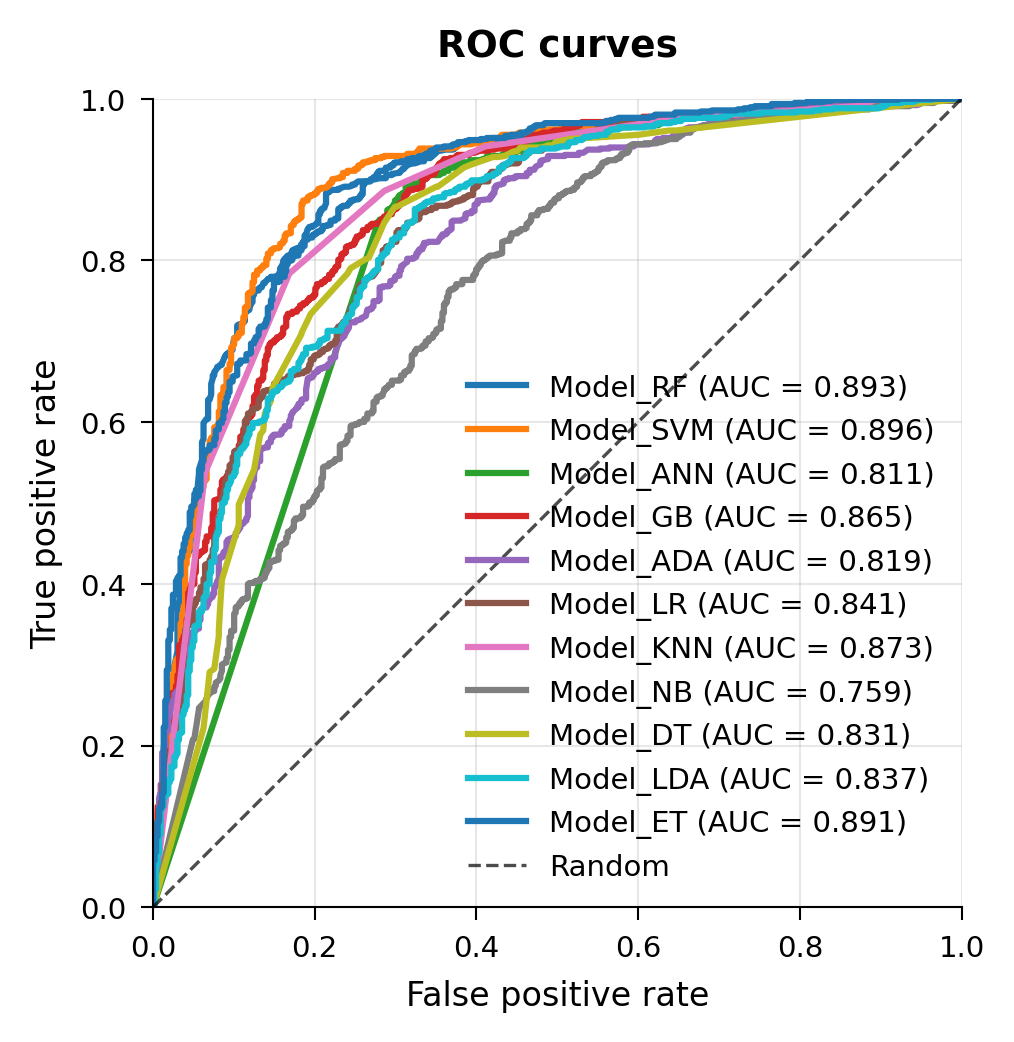 ROC curves
1.0
0.8
0.6
0.4
0.2
0.0
True positive rate
Model_RF (AUC = 0.893)
Model_SVM (AUC = 0.896)
Model_ANN (AUC = 0.811)
Model_GB (AUC = 0.865)
Model_ADA (AUC = 0.819)
Model_LR (AUC = 0.841)
Model_KNN (AUC = 0.873)
Model_NB (AUC = 0.759)
Model_DT (AUC = 0.831)
Model_LDA (AUC = 0.837)
Model_ET (AUC = 0.891)
Random
0.0 0.2 0.4 0.6 0.8 1.0
False positive rate